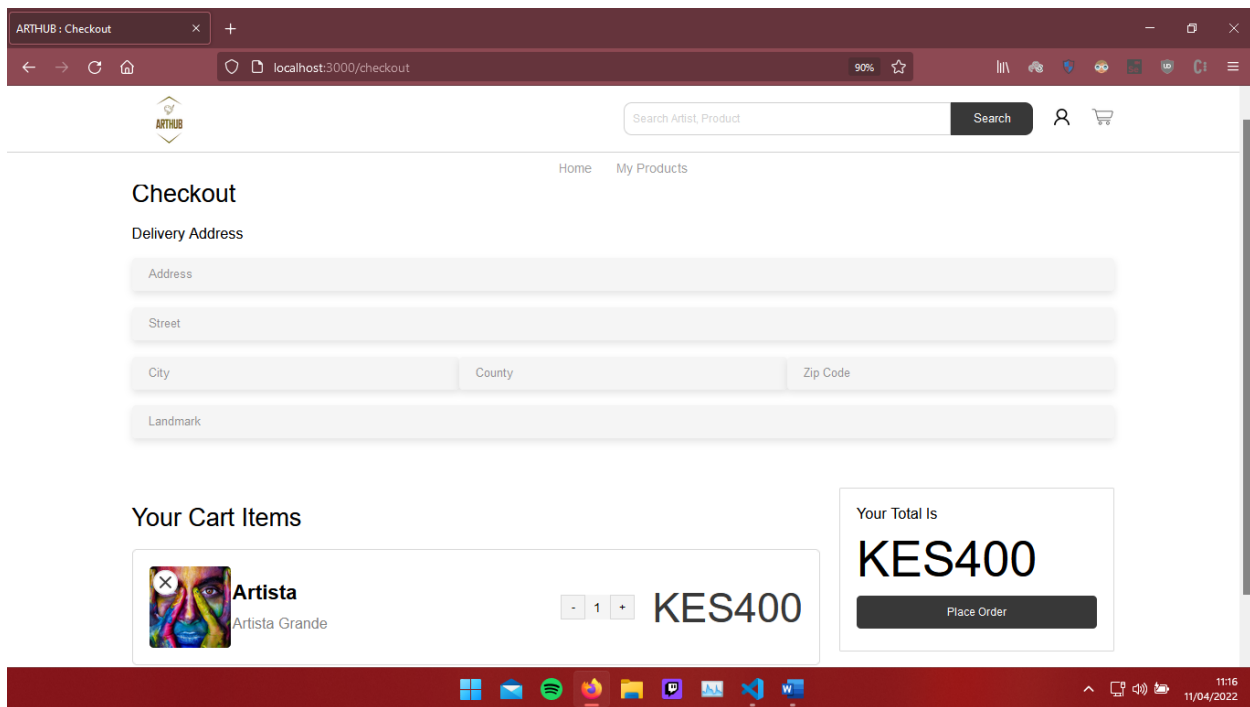 ARTHUB : Checkout
localhost:3000/checkout
90%
ARTHUB
Search Artist, Product
Search
Home My Products
Checkout
Delivery Address
Address
Street
City County Zip Code
Landmark
Your Cart Items
Your Total Is
KES400
Place Order
Artista
Artista Grande
- 1 +
KES400
11:16
11/04/2022